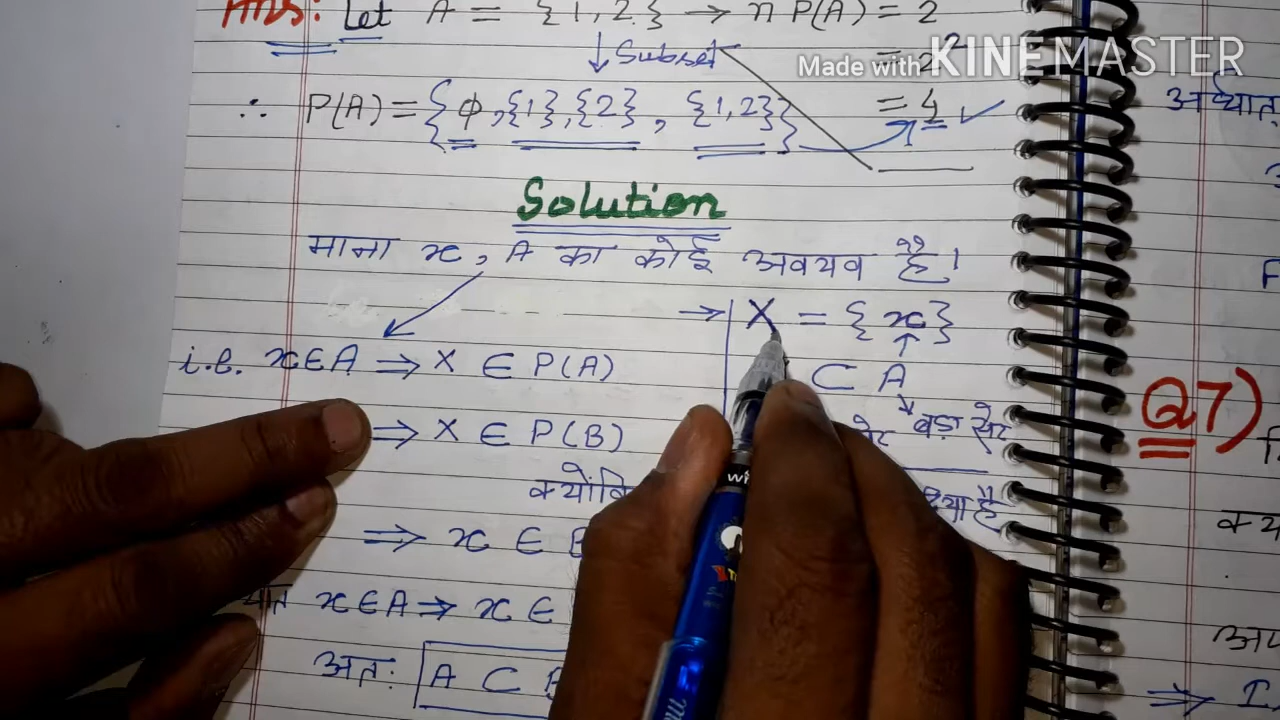 Ans: Let A = {1,2} → n P(A) = 2
↓ Subset = 2²
Made with KINEMASTER
∴ P(A) = {ϕ, {1}, {2}, {1,2}} = 4 ✓
Solution
माना x, A का कोई अवयव है।
→ X = {x}
i.e. x∈A ⇒ X ∈ P(A)
⊂ A
बड़ा सेट
⇒ X ∈ P(B)
⇒ x ∈
x∈A ⇒ x ∈
अतः A ⊂
Q7)